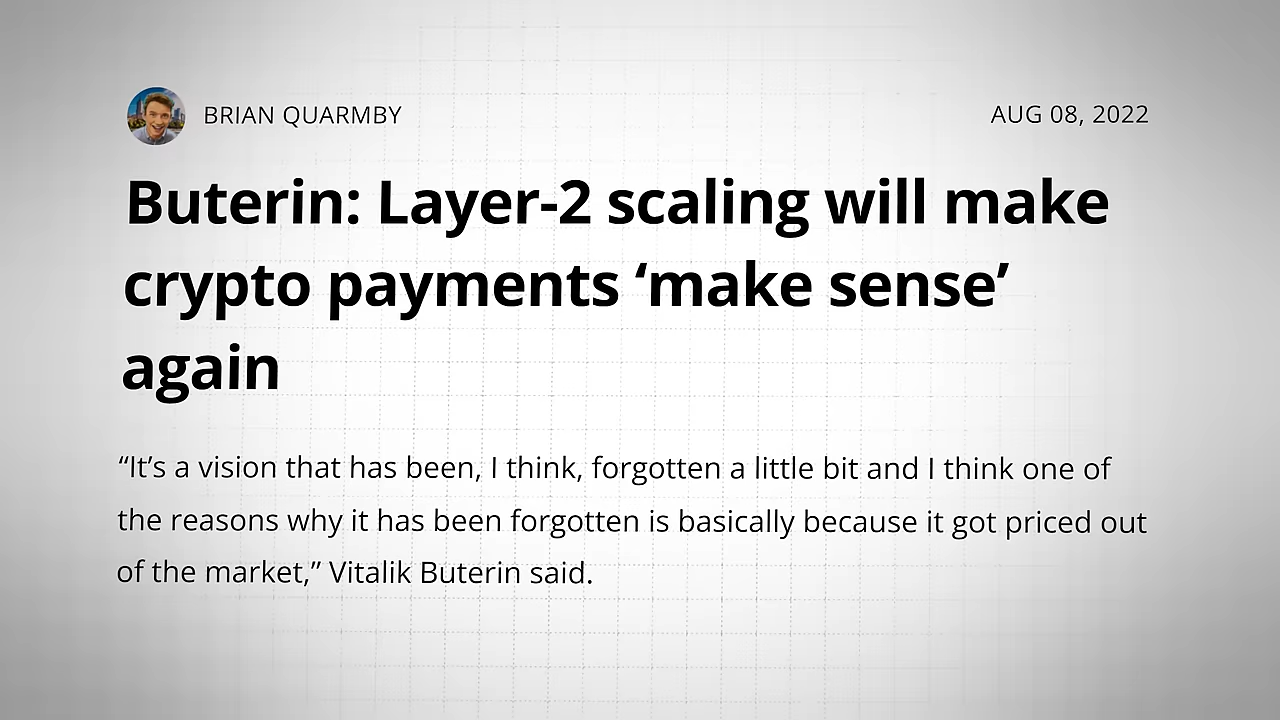 BRIAN QUARMBY
AUG 08, 2022
Buterin: Layer-2 scaling will make
crypto payments ‘make sense’
again
“It’s a vision that has been, I think, forgotten a little bit and I think one of
the reasons why it has been forgotten is basically because it got priced out
of the market,” Vitalik Buterin said.